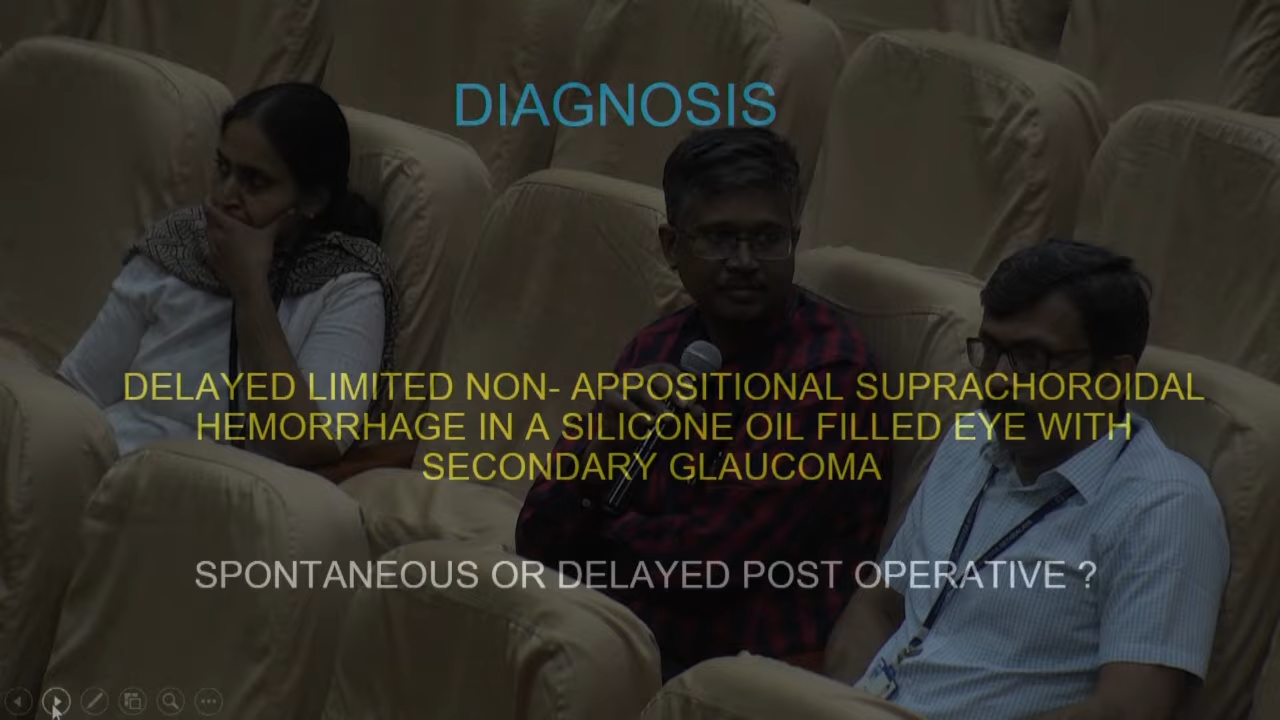 DIAGNOSIS
DELAYED LIMITED NON- APPOSITIONAL SUPRACHOROIDAL
HEMORRHAGE IN A SILICONE OIL FILLED EYE WITH
SECONDARY GLAUCOMA
SPONTANEOUS OR DELAYED POST OPERATIVE ?